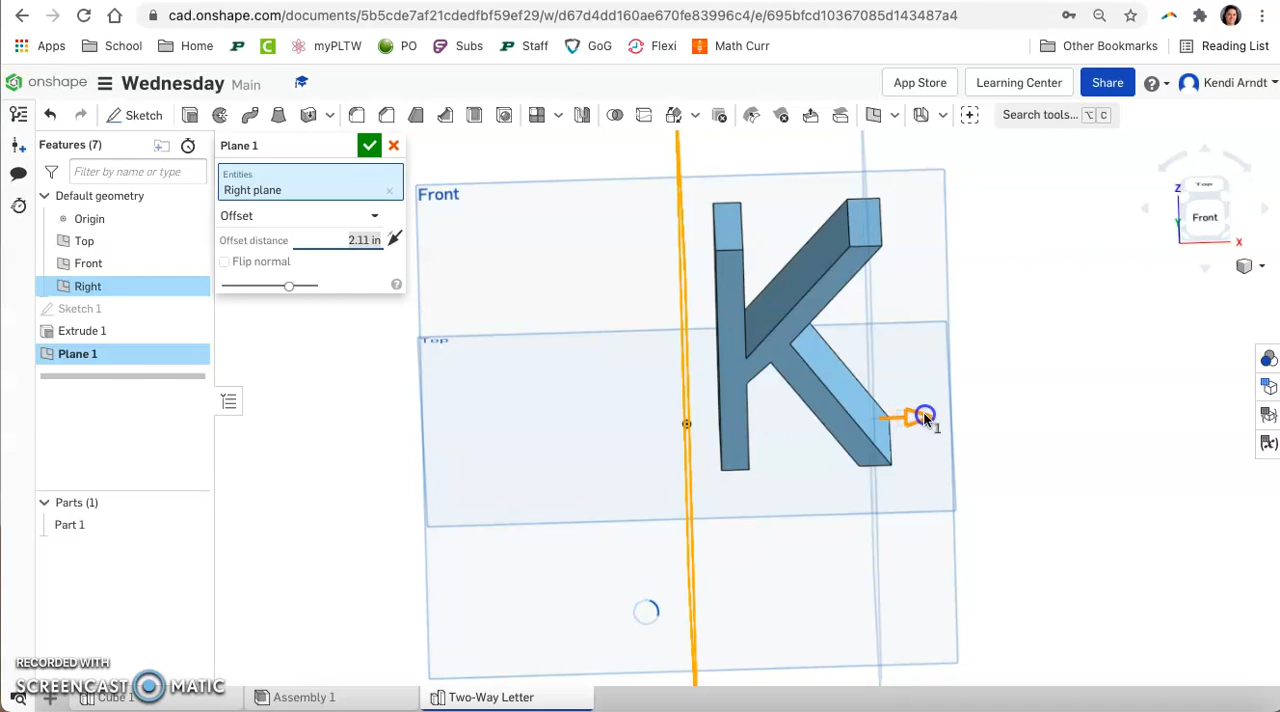 cad.onshape.com/documents/5b5cde7af21cdedfbf59ef29/w/d67d4dd160ae670fe83996c4/e/695bfcd10367085d143487a4
Apps School Home myPLTW PO Subs Staff GoG Flexi Math Curr Other Bookmarks Reading List
onshape Wednesday Main App Store Learning Center Share Kendi Arndt
Sketch Search tools... ⌥ C
Features (7)
Filter by name or type
Default geometry
Origin
Top
Front
Right
Sketch 1
Extrude 1
Plane 1
Parts (1)
Part 1
Plane 1
Entities
Right plane
Offset
Offset distance 2.11 in
Flip normal
Front
Top
1
Top
Front
Z
Y
X
RECORDED WITH
SCREENCAST MATIC
Cube 1 Assembly 1 Two-Way Letter